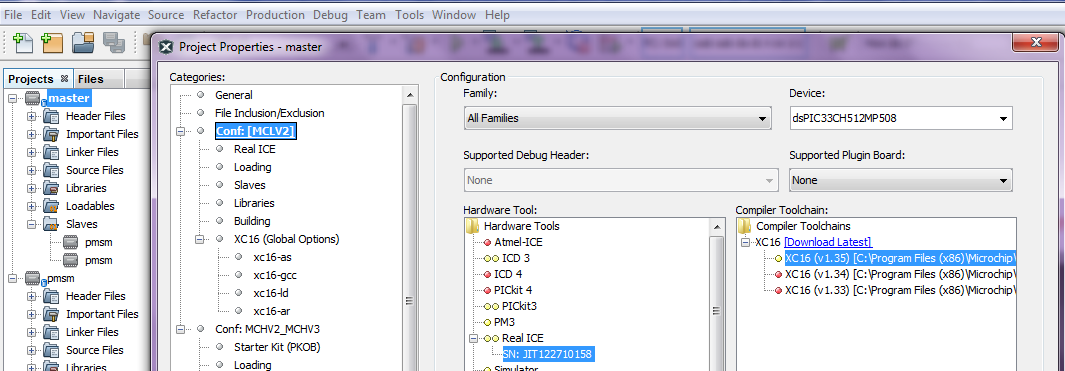 File Edit View Navigate Source Refactor Production Debug Team Tools Window Help
Project Properties - master
Projects Files
master
Header Files
Important Files
Linker Files
Source Files
Libraries
Loadables
Slaves
pmsm
pmsm
pmsm
Header Files
Important Files
Linker Files
Source Files
Libraries
Categories:
General
File Inclusion/Exclusion
Conf: [MCLV2]
Real ICE
Loading
Slaves
Libraries
Building
XC16 (Global Options)
xc16-as
xc16-gcc
xc16-ld
xc16-ar
Conf: MCHV2_MCHV3
Starter Kit (PKOB)
Loading
Configuration
Family:
All Families
Device:
dsPIC33CH512MP508
Supported Debug Header:
None
Supported Plugin Board:
None
Hardware Tool:
Hardware Tools
Atmel-ICE
ICD 3
ICD 4
PICkit 4
PICkit3
PM3
Real ICE
SN: JIT122710158
Simulator
Compiler Toolchain:
Compiler Toolchains
XC16 [Download Latest]
XC16 (v1.35) [C:\Program Files (x86)\Microchip\
XC16 (v1.34) [C:\Program Files (x86)\Microchip\
XC16 (v1.33) [C:\Program Files (x86)\Microchip\